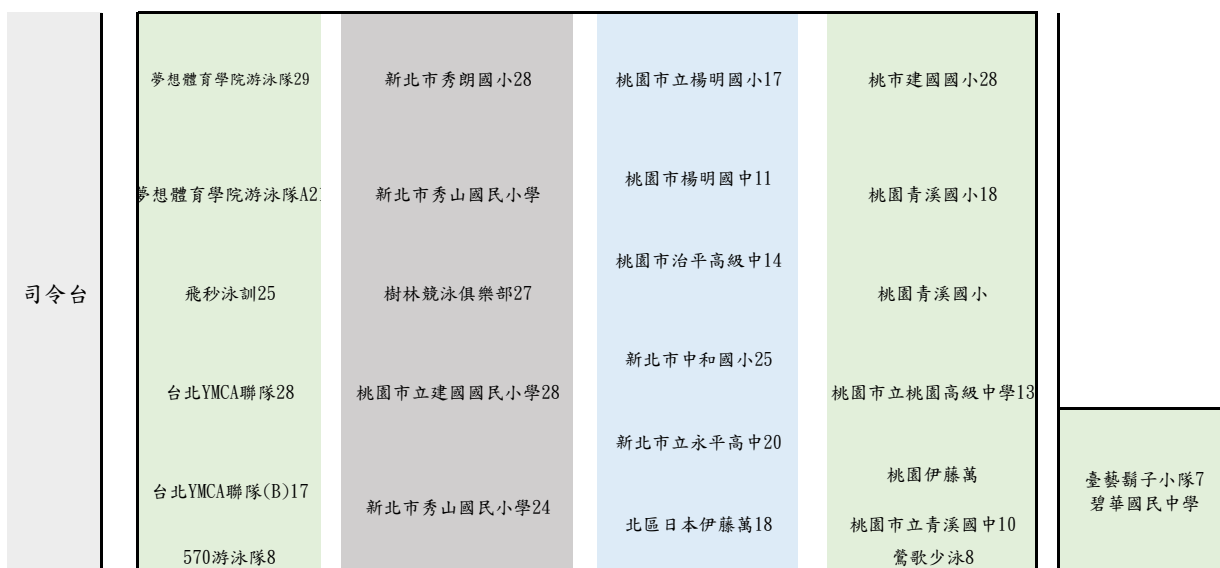 司令台
夢想體育學院游泳隊29
夢想體育學院游泳隊A21
飛秒泳訓25
台北YMCA聯隊28
台北YMCA聯隊(B)17
570游泳隊8
新北市秀朗國小28
新北市秀山國民小學
樹林競泳俱樂部27
桃園市立建國國民小學28
新北市秀山國民小學24
桃園市立楊明國小17
桃園市楊明國中11
桃園市治平高級中14
新北市中和國小25
新北市立永平高中20
北區日本伊藤萬18
桃市建國國小28
桃園青溪國小18
桃園青溪國小
桃園市立桃園高級中學13
桃園伊藤萬
桃園市立青溪國中10
鶯歌少泳8
臺藝鬍子小隊7
碧華國民中學